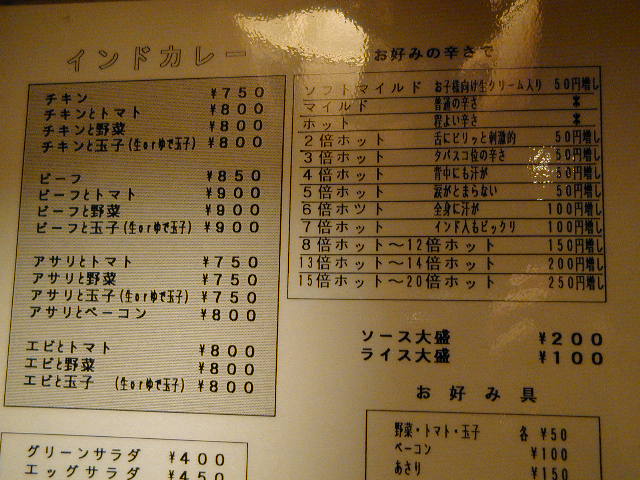 インドカレー
チキン ¥750
チキンとトマト ¥800
チキンと野菜 ¥800
チキンと玉子(生orゆで玉子) ¥800
ビーフ ¥850
ビーフとトマト ¥900
ビーフと野菜 ¥900
ビーフと玉子(生orゆで玉子) ¥900
アサリとトマト ¥750
アサリと野菜 ¥750
アサリと玉子(生orゆで玉子) ¥750
アサリとベーコン ¥800
エビとトマト ¥800
エビと野菜 ¥800
エビと玉子 (生orゆで玉子) ¥800
グリーンサラダ ¥400
エッグサラダ ¥450
お好みの辛さで
ソフトマイルド お子様向け生クリーム入り 50円増し
マイルド 普通の辛さ *
ホット 程よい辛さ *
2倍ホット 舌にピリっと刺激的 50円増し
3倍ホット タバスコ位の辛さ 50円増し
4倍ホット 背中にも汗が 50円増し
5倍ホット 涙がとまらない 50円増し
6倍ホツト 全身に汗が 100円増し
7倍ホット インド人もビックリ 100円増し
8倍ホット～12倍ホット 150円増し
13倍ホット～14倍ホット 200円増し
15倍ホット～20倍ホット 250円増し
ソース大盛 ¥200
ライス大盛 ¥100
お好み具
野菜・トマト・玉子 各 ¥50
ベーコン ¥100
あさり ¥150